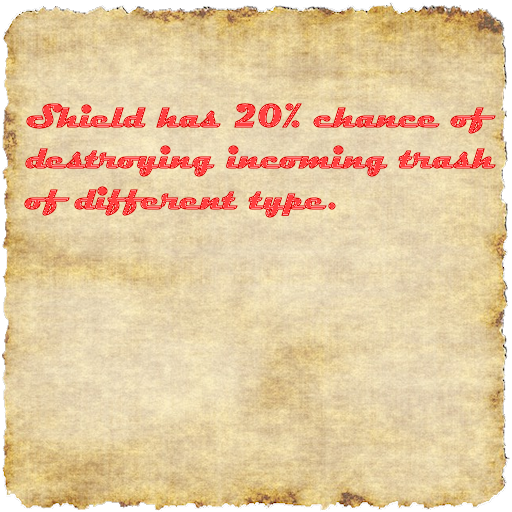 Shield has 20% chance of
destroying incoming trash
of different type.